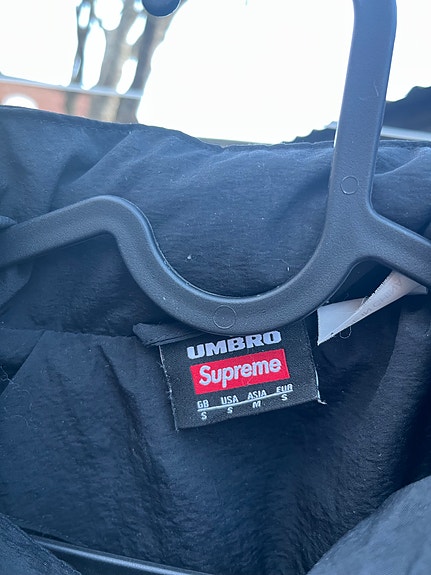 UMBRO
Supreme
GB USA ASIA EUR
S S M S